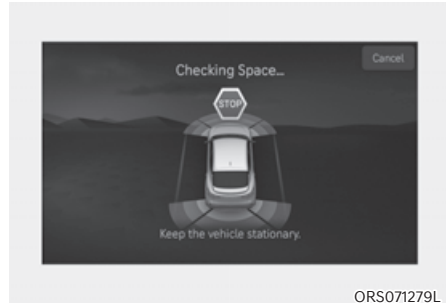 Cancel
Checking Space...
STOP
Keep the vehicle stationary.
ORS071279L